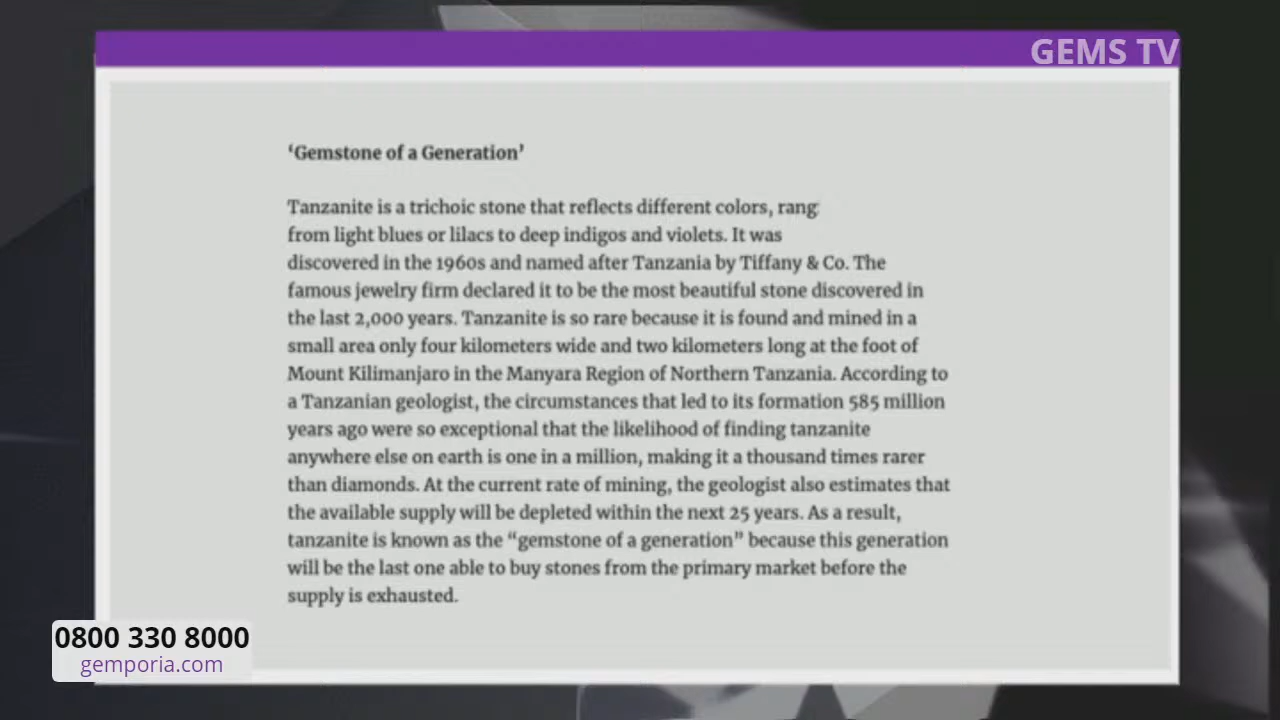 GEMS TV
‘Gemstone of a Generation’
Tanzanite is a trichoic stone that reflects different colors, rang
from light blues or lilacs to deep indigos and violets. It was
discovered in the 1960s and named after Tanzania by Tiffany & Co. The
famous jewelry firm declared it to be the most beautiful stone discovered in
the last 2,000 years. Tanzanite is so rare because it is found and mined in a
small area only four kilometers wide and two kilometers long at the foot of
Mount Kilimanjaro in the Manyara Region of Northern Tanzania. According to
a Tanzanian geologist, the circumstances that led to its formation 585 million
years ago were so exceptional that the likelihood of finding tanzanite
anywhere else on earth is one in a million, making it a thousand times rarer
than diamonds. At the current rate of mining, the geologist also estimates that
the available supply will be depleted within the next 25 years. As a result,
tanzanite is known as the “gemstone of a generation” because this generation
will be the last one able to buy stones from the primary market before the
supply is exhausted.
0800 330 8000
gemporia.com